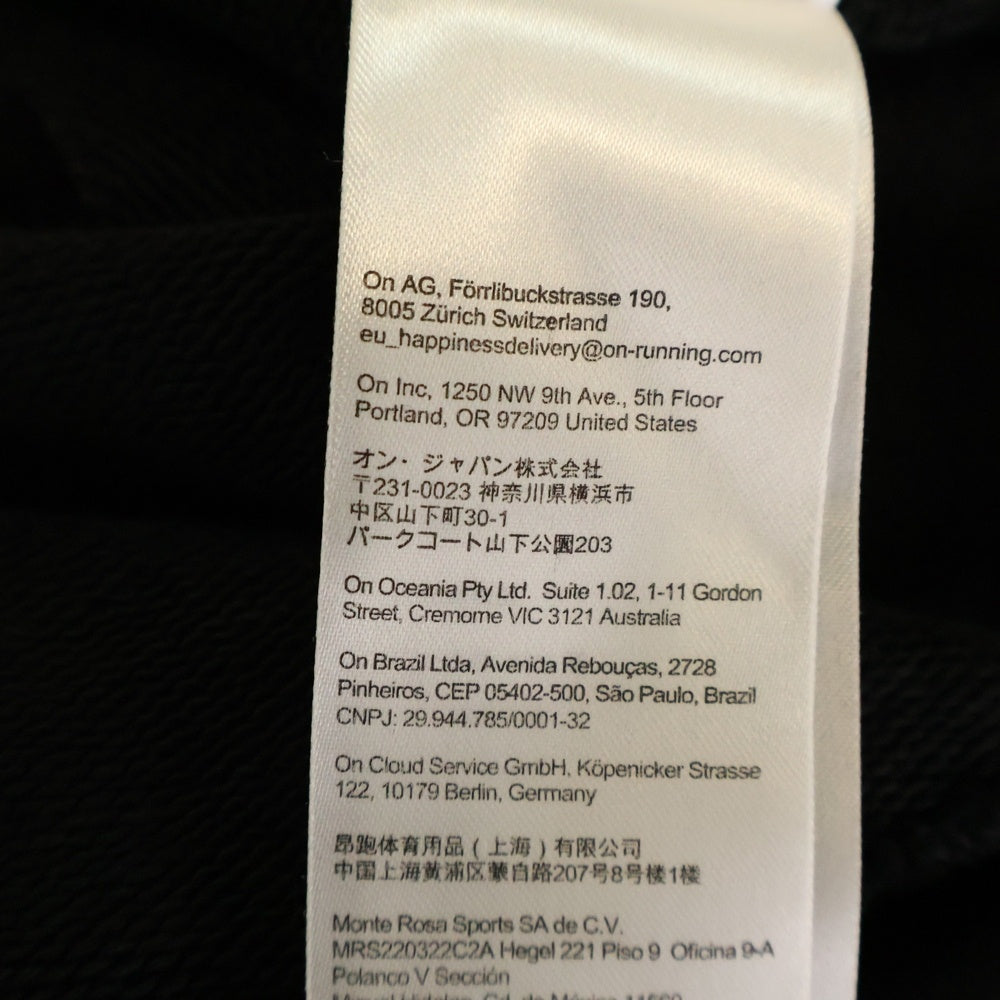 On AG, Förrlibuckstrasse 190,
8005 Zürich Switzerland
eu_happinessdelivery@on-running.com
On Inc, 1250 NW 9th Ave., 5th Floor
Portland, OR 97209 United States
オン・ジャパン株式会社
〒231-0023 神奈川県横浜市
中区山下町30-1
パークコート山下公園203
On Oceania Pty Ltd. Suite 1.02, 1-11 Gordon
Street, Cremorne VIC 3121 Australia
On Brazil Ltda, Avenida Rebouças, 2728
Pinheiros, CEP 05402-500, São Paulo, Brazil
CNPJ: 29.944.785/0001-32
On Cloud Service GmbH. Köpenicker Strasse
122, 10179 Berlin, Germany
昂跑体育用品（上海）有限公司
中国上海黄浦区蒙自路207号8号楼1楼
Monte Rosa Sports SA de C.V.
MRS220322C2A Hegel 221 Piso 9 Oficina 9-A
Polanco V Sección
Miguel Hidalgo, Cd. de México 11560